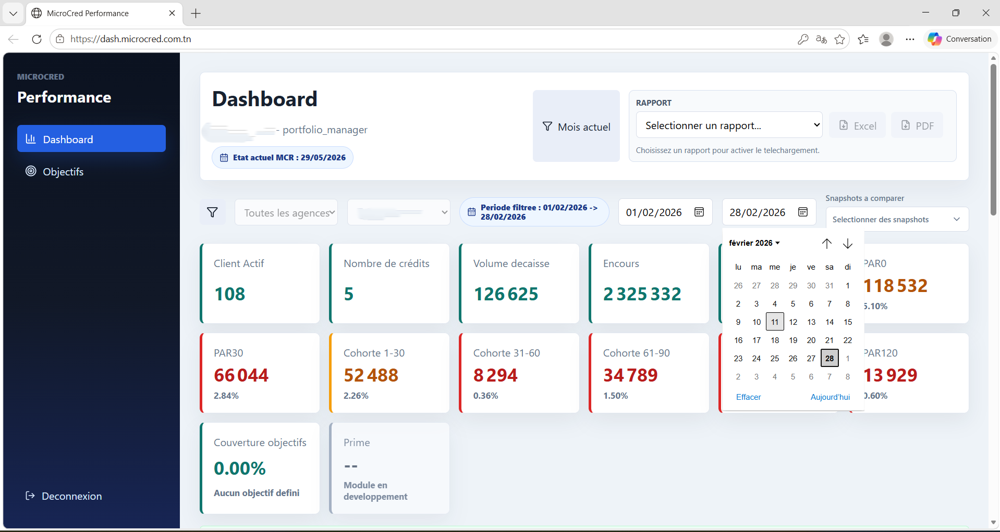 MicroCred Performance
https://dash.microcred.com.tn
Conversation
MICROCRED
Performance
Dashboard
Objectifs
Deconnexion
Dashboard
- portfolio_manager
Etat actuel MCR : 29/05/2026
Mois actuel
RAPPORT
Selectionner un rapport...
Excel
PDF
Choisissez un rapport pour activer le telechargement.
Toutes les agences
Periode filtree : 01/02/2026 ->
28/02/2026
01/02/2026
28/02/2026
Snapshots a comparer
Selectionner des snapshots
février 2026
lu ma me je ve sa di
26 27 28 29 30 31 1
2 3 4 5 6 7 8
9 10 11 12 13 14 15
16 17 18 19 20 21 22
23 24 25 26 27 28 1
2 3 4 5 6 7 8
Effacer
Aujourd'hui
Client Actif
108
Nombre de crédits
5
Volume decaisse
126 625
Encours
2 325 332
PAR0
118 532
5.10%
PAR30
66 044
2.84%
Cohorte 1-30
52 488
2.26%
Cohorte 31-60
8 294
0.36%
Cohorte 61-90
34 789
1.50%
PAR120
13 929
0.60%
Couverture objectifs
0.00%
Aucun objectif defini
Prime
--
Module en
developpement